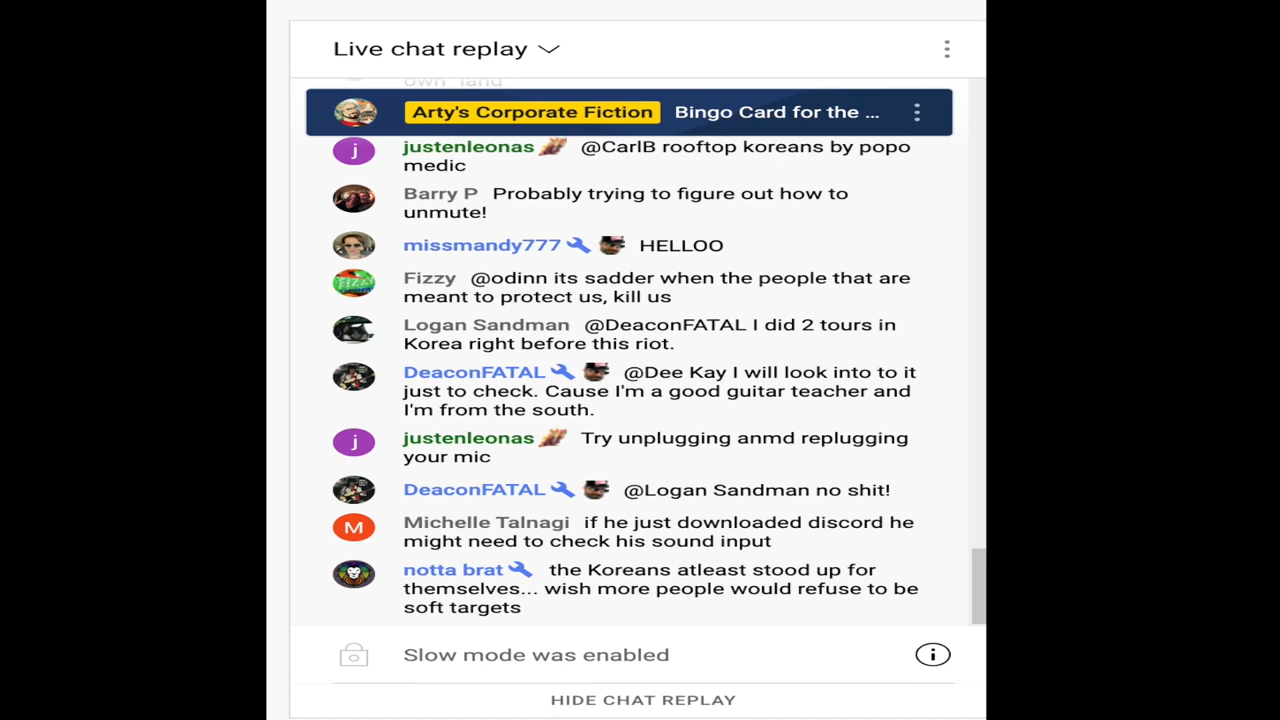 Live chat replay
own land
Arty's Corporate Fiction Bingo Card for the ...
j justenleonas @CarlB rooftop koreans by popo
medic
Barry P Probably trying to figure out how to
unmute!
missmandy777 HELLOO
FIZZY Fizzy @odinn its sadder when the people that are
meant to protect us, kill us
Logan Sandman @DeaconFATAL I did 2 tours in
Korea right before this riot.
DeaconFATAL @Dee Kay I will look into to it
just to check. Cause I'm a good guitar teacher and
I'm from the south.
j justenleonas Try unplugging anmd replugging
your mic
DeaconFATAL @Logan Sandman no shit!
M Michelle Talnagi if he just downloaded discord he
might need to check his sound input
notta brat the Koreans atleast stood up for
themselves... wish more people would refuse to be
soft targets
Slow mode was enabled
HIDE CHAT REPLAY